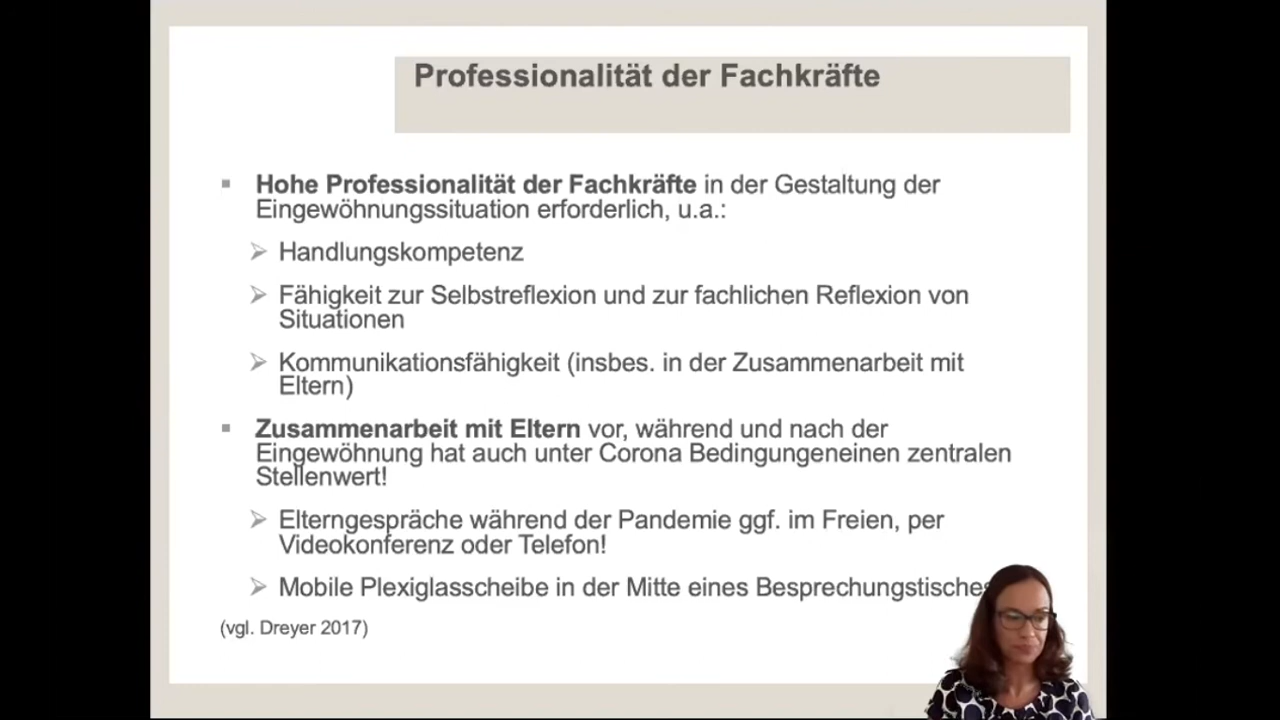 Professionalität der Fachkräfte
Hohe Professionalität der Fachkräfte in der Gestaltung der
Eingewöhnungssituation erforderlich, u.a.:
Handlungskompetenz
Fähigkeit zur Selbstreflexion und zur fachlichen Reflexion von
Situationen
Kommunikationsfähigkeit (insbes. in der Zusammenarbeit mit
Eltern)
Zusammenarbeit mit Eltern vor, während und nach der
Eingewöhnung hat auch unter Corona Bedingungeneinen zentralen
Stellenwert!
Elterngespräche während der Pandemie ggf. im Freien, per
Videokonferenz oder Telefon!
Mobile Plexiglasscheibe in der Mitte eines Besprechungstisches
(vgl. Dreyer 2017)